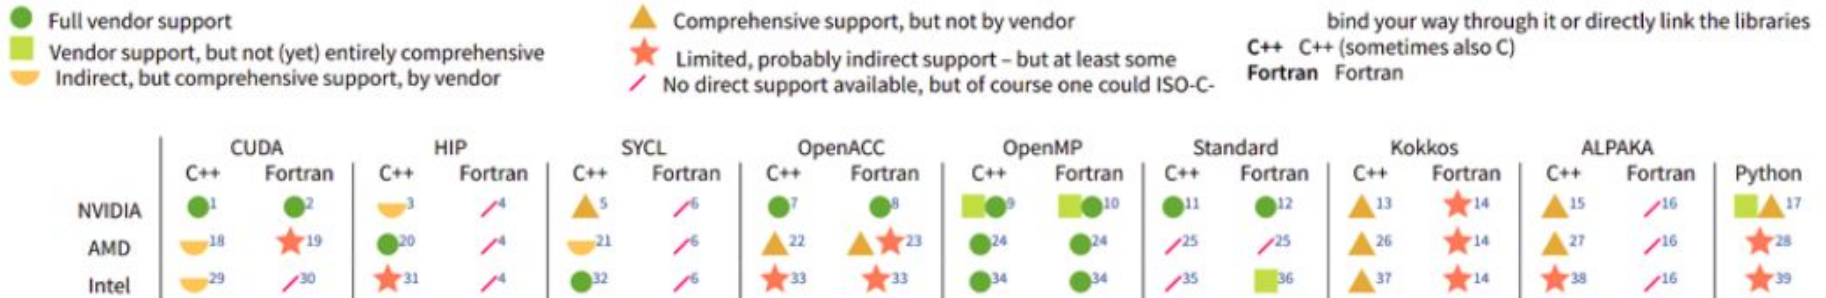 Full vendor support
Vendor support, but not (yet) entirely comprehensive
Indirect, but comprehensive support, by vendor
Comprehensive support, but not by vendor
Limited, probably indirect support – but at least some
No direct support available, but of course one could ISO-C-
bind your way through it or directly link the libraries
C++ C++ (sometimes also C)
Fortran Fortran
CUDA HIP SYCL OpenACC OpenMP Standard Kokkos ALPAKA
C++ Fortran C++ Fortran C++ Fortran C++ Fortran C++ Fortran C++ Fortran C++ Fortran C++ Fortran Python
NVIDIA 1 2 3 4 5 6 7 8 9 10 11 12 13 14 15 16 17
AMD 18 19 20 4 21 6 22 23 24 24 25 25 26 14 27 16 28
Intel 29 30 31 4 32 6 33 33 34 34 35 36 37 14 38 16 39